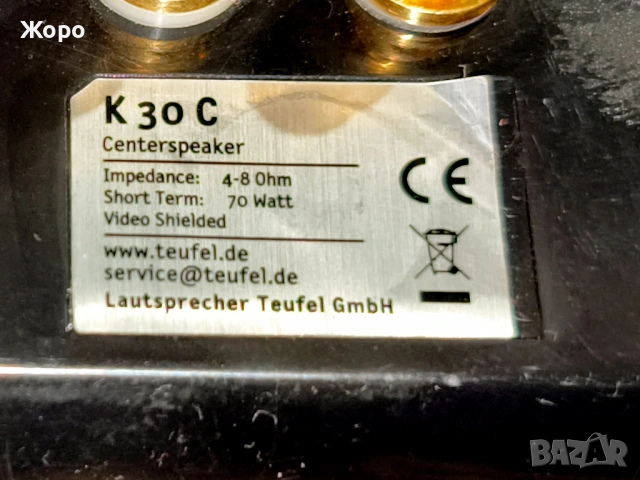 Жоро
K 30 C
Centerspeaker
Impedance: 4-8 Ohm
Short Term: 70 Watt
Video Shielded
www.teufel.de
service@teufel.de
Lautsprecher Teufel GmbH
CE
BAZAR